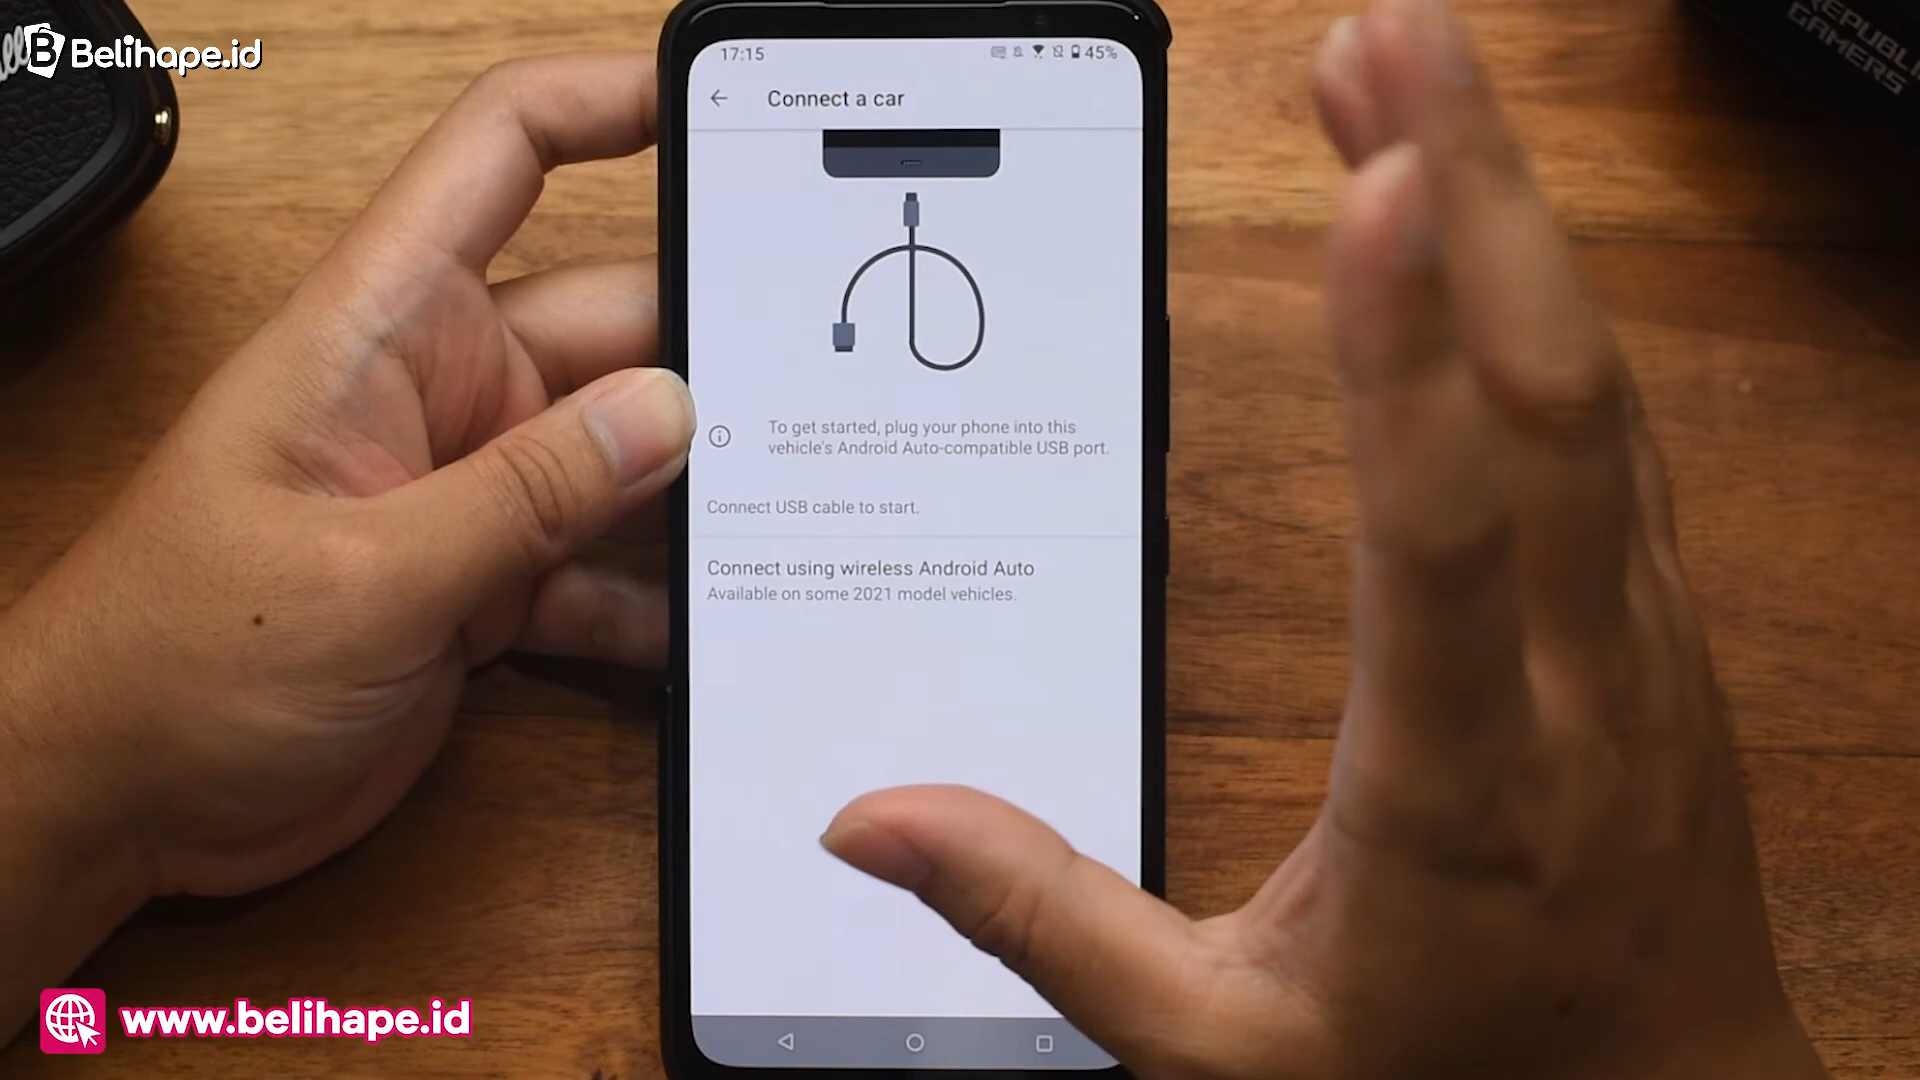 Belihape.id
17:15
45%
Connect a car
To get started, plug your phone into this
vehicle's Android Auto-compatible USB port.
Connect USB cable to start.
Connect using wireless Android Auto
Available on some 2021 model vehicles.
www.belihape.id
GAMERS